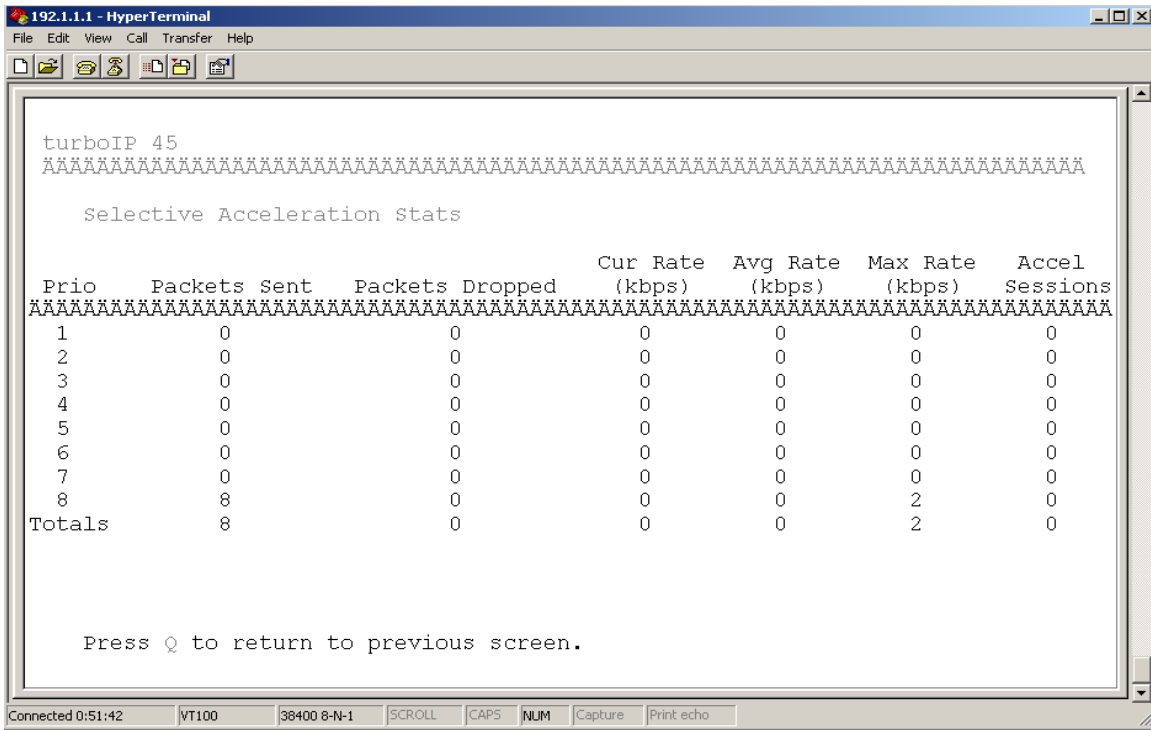 192.1.1.1 - HyperTerminal
File Edit View Call Transfer Help
turboIP 45
ÄÄÄÄÄÄÄÄÄÄÄÄÄÄÄÄÄÄÄÄÄÄÄÄÄÄÄÄÄÄÄÄÄÄÄÄÄÄÄÄÄÄÄÄÄÄÄÄÄÄÄÄÄÄÄÄÄÄÄÄÄÄÄÄÄÄÄÄÄÄÄÄÄÄÄÄÄ
Selective Acceleration Stats
Cur Rate Avg Rate Max Rate Accel
Prio Packets Sent Packets Dropped (kbps) (kbps) (kbps) Sessions
ÄÄÄÄÄÄÄÄÄÄÄÄÄÄÄÄÄÄÄÄÄÄÄÄÄÄÄÄÄÄÄÄÄÄÄÄÄÄÄÄÄÄÄÄÄÄÄÄÄÄÄÄÄÄÄÄÄÄÄÄÄÄÄÄÄÄÄÄÄÄÄÄÄÄÄÄÄÄÄÄ
1 0 0 0 0 0 0
2 0 0 0 0 0 0
3 0 0 0 0 0 0
4 0 0 0 0 0 0
5 0 0 0 0 0 0
6 0 0 0 0 0 0
7 0 0 0 0 0 0
8 8 0 0 0 2 0
Totals 8 0 0 0 2 0
Press Q to return to previous screen.
Connected 0:51:42 VT100 38400 8-N-1 SCROLL CAPS NUM Capture Print echo